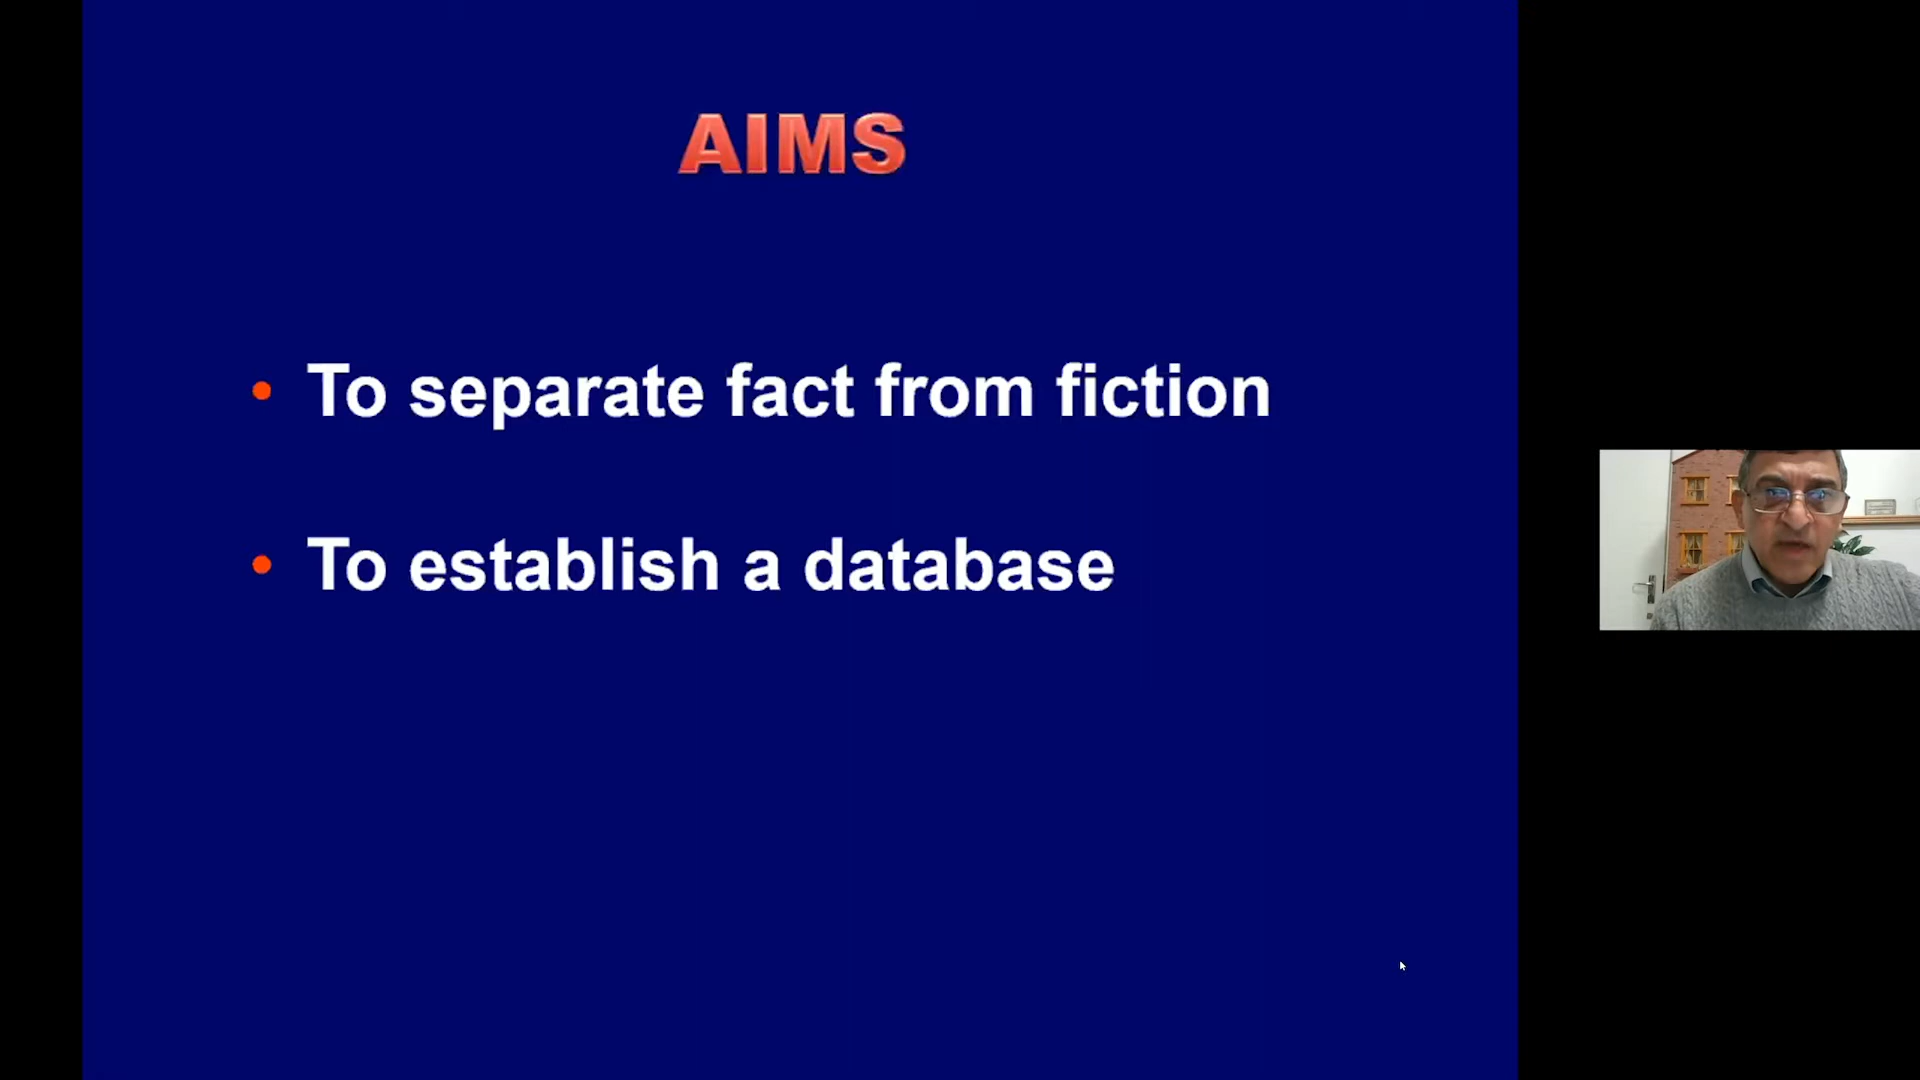 AIMS
• To separate fact from fiction
• To establish a database